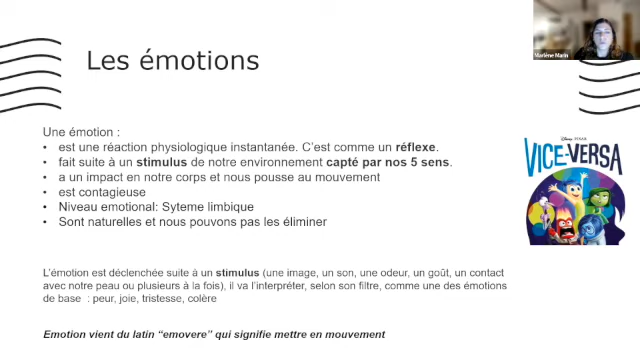 Marlène Marin
Les émotions
Une émotion :
• est une réaction physiologique instantanée. C'est comme un réflexe.
• fait suite à un stimulus de notre environnement capté par nos 5 sens.
• a un impact en notre corps et nous pousse au mouvement
• est contagieuse
• Niveau emotional: Syteme limbique
• Sont naturelles et nous pouvons pas les éliminer
Disney PIXAR
VICE-VERSA
L'émotion est déclenchée suite à un stimulus (une image, un son, une odeur, un goût, un contact
avec notre peau ou plusieurs à la fois), il va l'interpréter, selon son filtre, comme une des émotions
de base : peur, joie, tristesse, colère
Emotion vient du latin “emovere” qui signifie mettre en mouvement